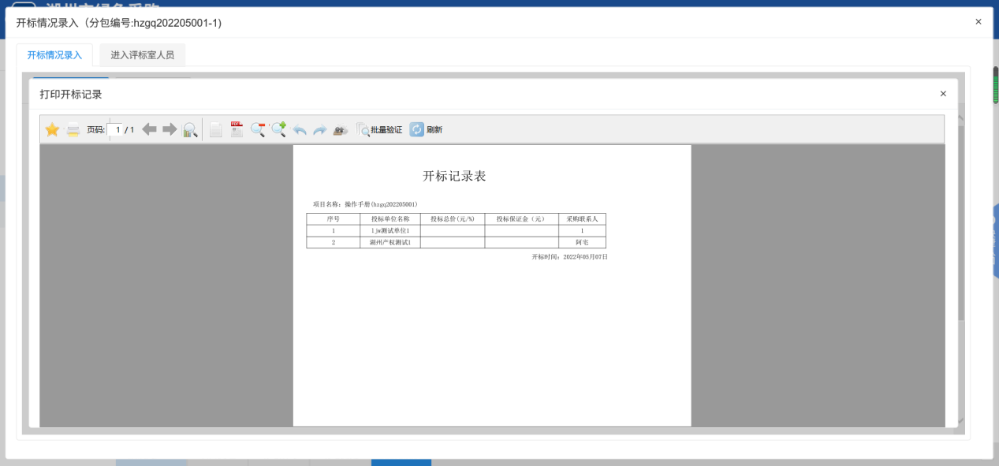 开标情况录入（分包编号:hzgq202205001-1)
×
开标情况录入 进入评标室人员
打印开标记录
×
页码: 1 / 1 批量验证 刷新
开标记录表
项目名称: 操作手册(hzgq202205001)
序号 投标单位名称 投标总价(元/%) 投标保证金（元） 采购联系人
1 ljw测试单位1 1
2 湖州产权测试1 阿宅
开标时间: 2022年05月07日